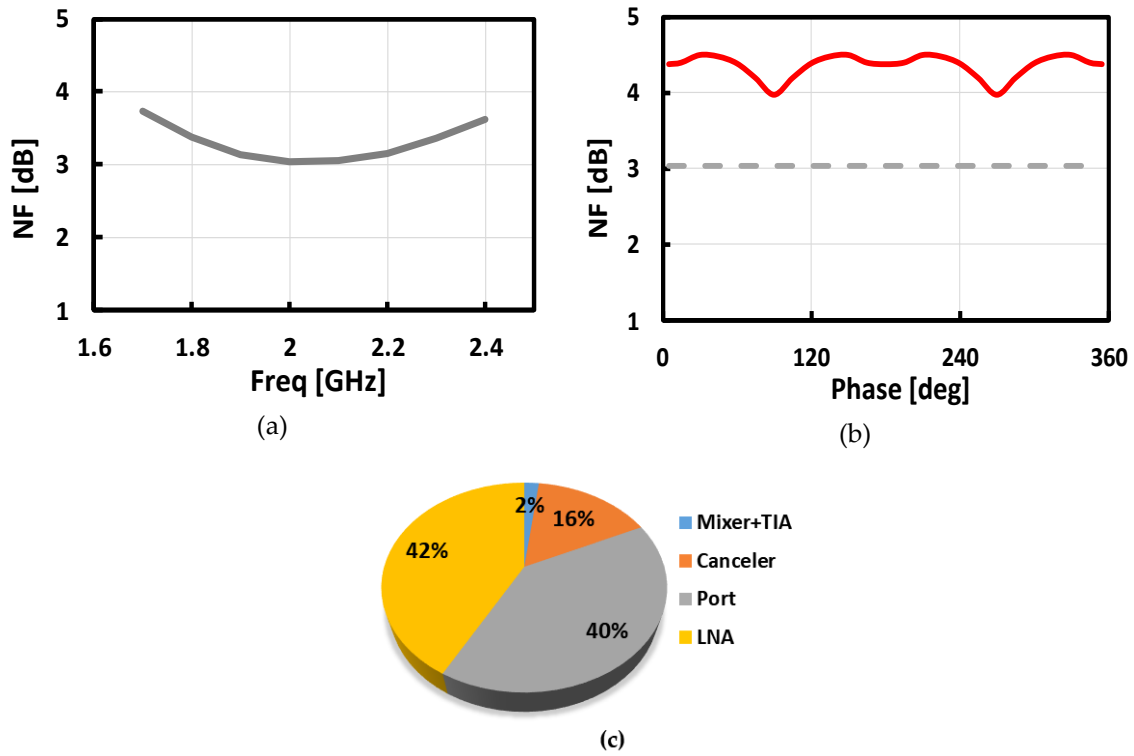 5
4
3
2
1
NF [dB]
1.6
1.8
2
2.2
2.4
Freq [GHz]
(a)
5
4
3
2
1
NF [dB]
0
120
240
360
Phase [deg]
(b)
2%
16%
42%
40%
Mixer+TIA
Canceler
Port
LNA
(c)